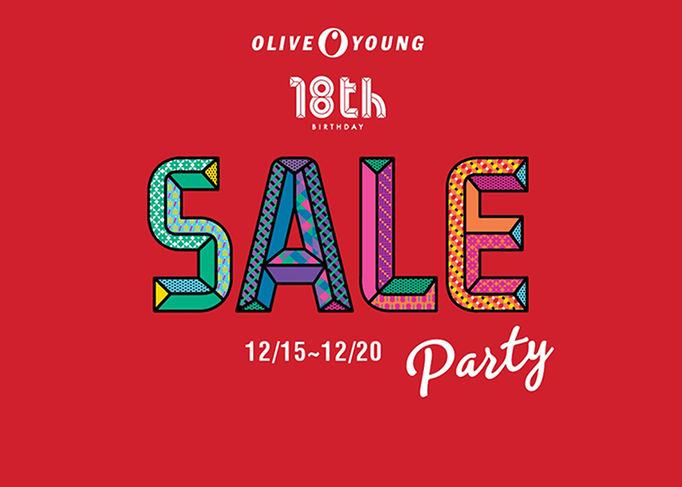 OLIVE O YOUNG
18th
BIRTHDAY
SALE
12/15~12/20
Party